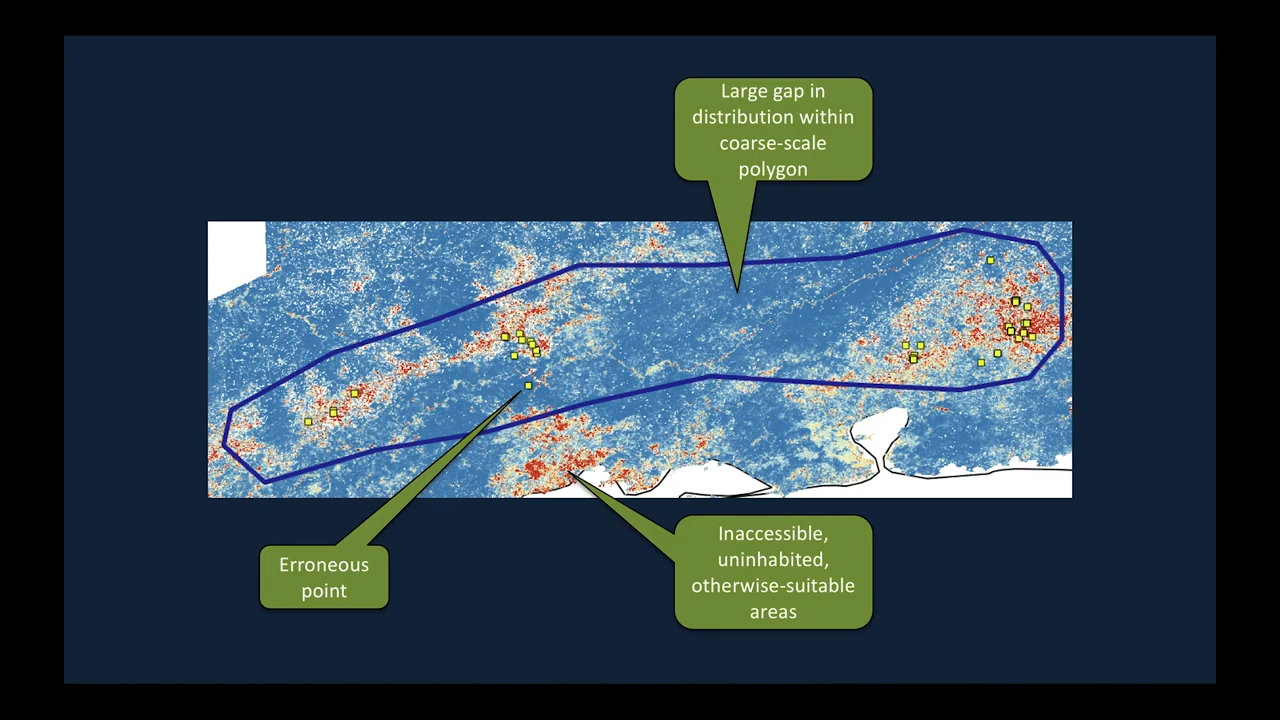 Large gap in
distribution within
coarse-scale
polygon
Erroneous
point
Inaccessible,
uninhabited,
otherwise-suitable
areas